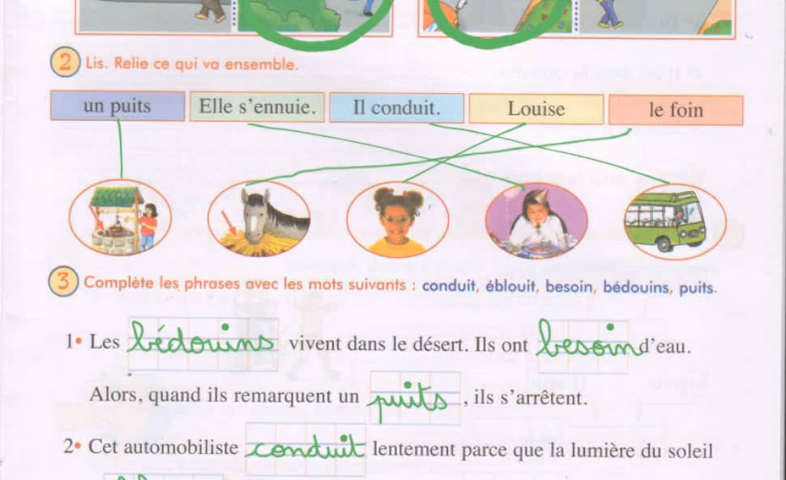 2 Lis. Relie ce qui va ensemble.
un puits Elle s'ennuie. Il conduit. Louise le foin
3 Complète les phrases avec les mots suivants : conduit, éblouit, besoin, bédouins, puits.
1• Les bédouins vivent dans le désert. Ils ont besoin d'eau.
Alors, quand ils remarquent un puits, ils s'arrêtent.
2• Cet automobiliste conduit lentement parce que la lumière du soleil